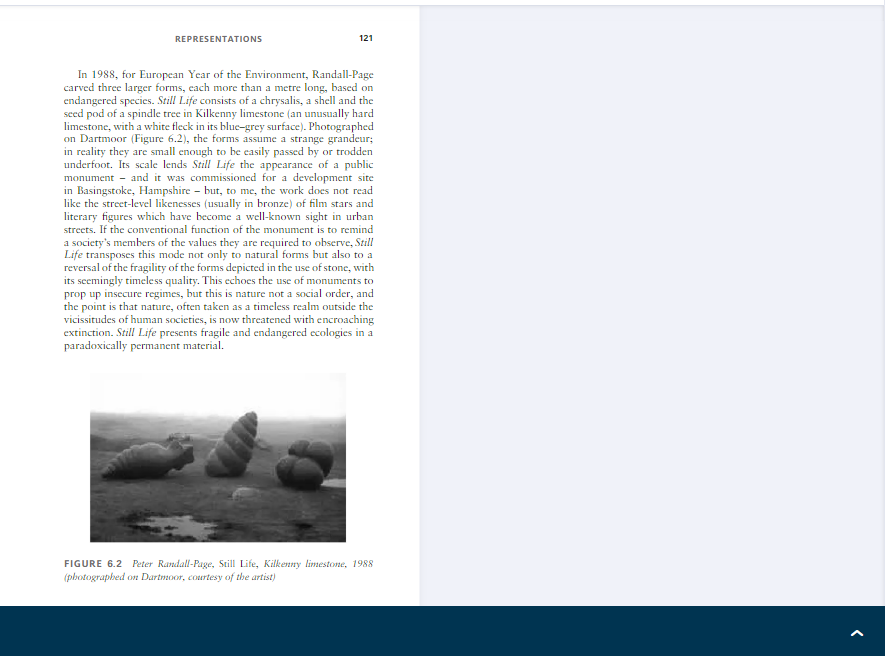 REPRESENTATIONS 121
In 1988, for European Year of the Environment, Randall-Page
carved three larger forms, each more than a metre long, based on
endangered species. Still Life consists of a chrysalis, a shell and the
seed pod of a spindle tree in Kilkenny limestone (an unusually hard
limestone, with a white fleck in its blue–grey surface). Photographed
on Dartmoor (Figure 6.2), the forms assume a strange grandeur;
in reality they are small enough to be easily passed by or trodden
underfoot. Its scale lends Still Life the appearance of a public
monument – and it was commissioned for a development site
in Basingstoke, Hampshire – but, to me, the work does not read
like the street-level likenesses (usually in bronze) of film stars and
literary figures which have become a well-known sight in urban
streets. If the conventional function of the monument is to remind
a society's members of the values they are required to observe, Still
Life transposes this mode not only to natural forms but also to a
reversal of the fragility of the forms depicted in the use of stone, with
its seemingly timeless quality. This echoes the use of monuments to
prop up insecure regimes, but this is nature not a social order, and
the point is that nature, often taken as a timeless realm outside the
vicissitudes of human societies, is now threatened with encroaching
extinction. Still Life presents fragile and endangered ecologies in a
paradoxically permanent material.
FIGURE 6.2 Peter Randall-Page, Still Life, Kilkenny limestone, 1988
(photographed on Dartmoor, courtesy of the artist)